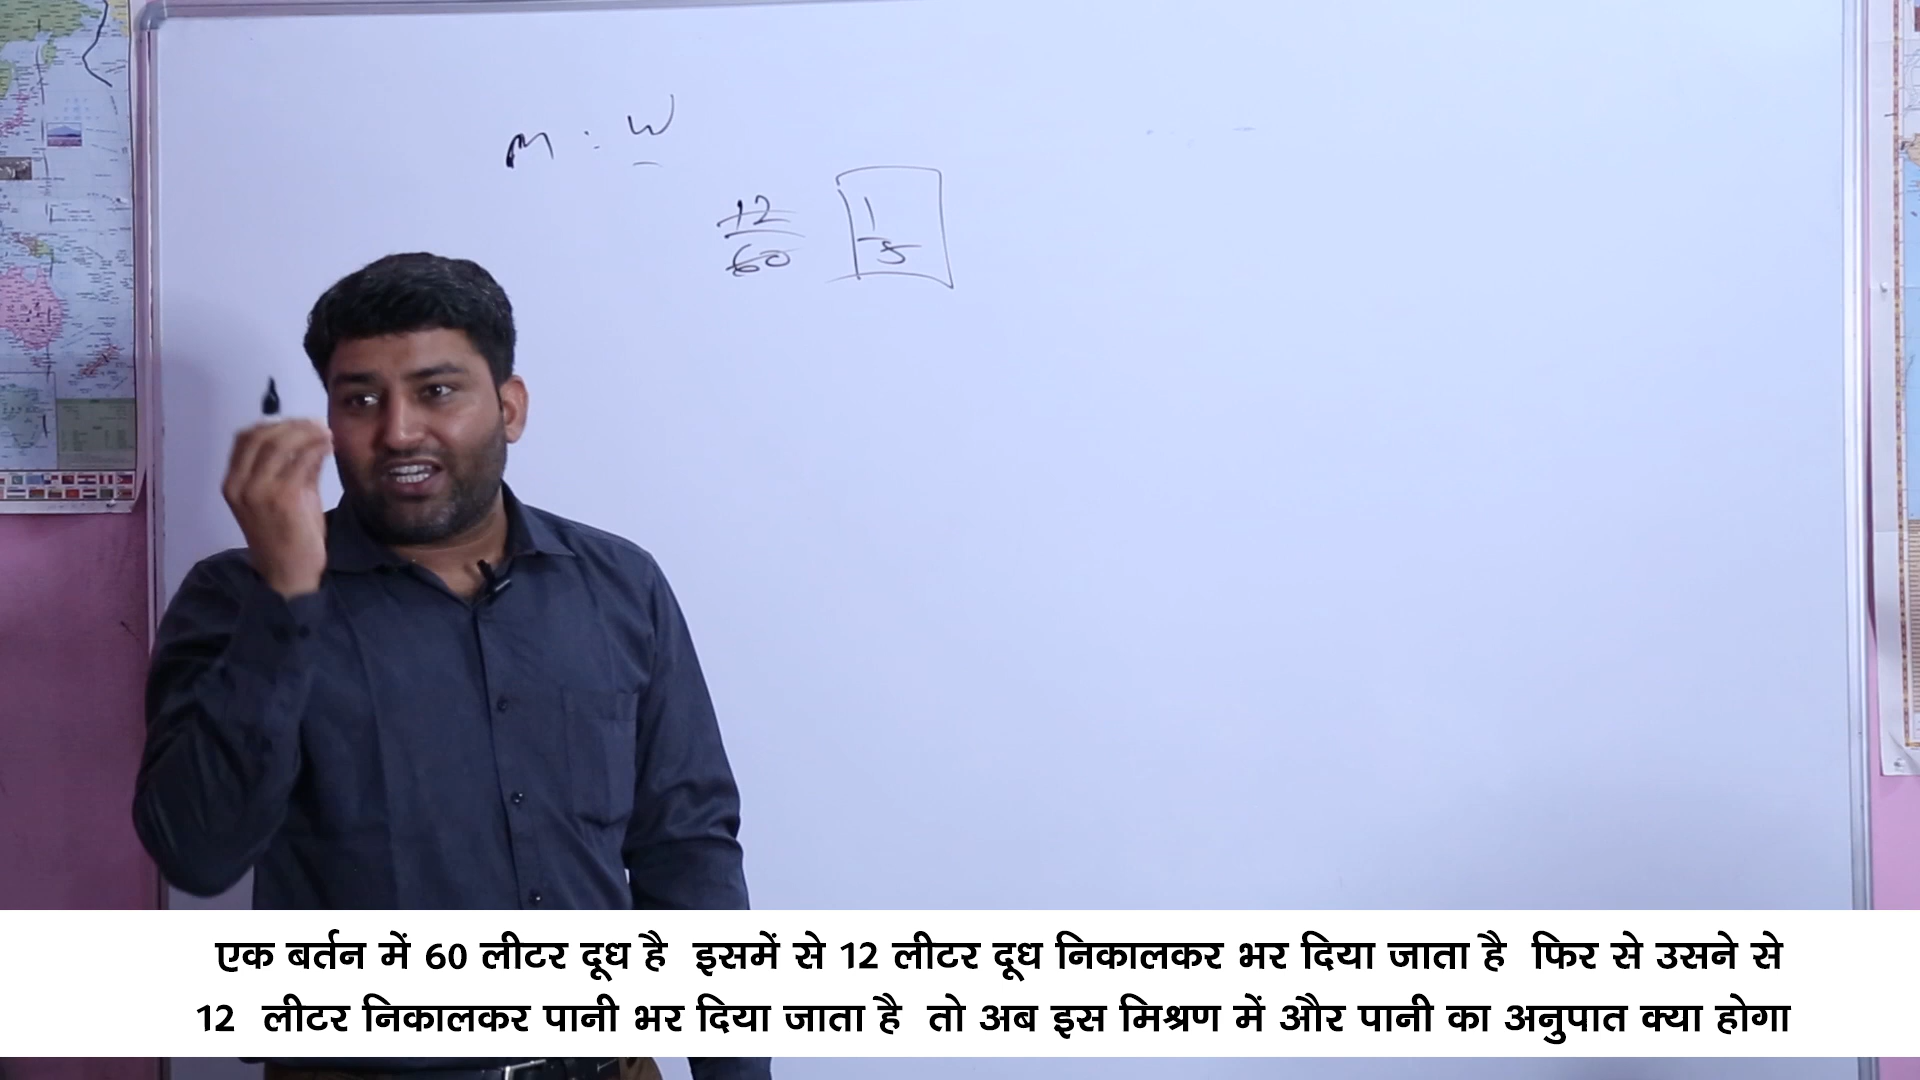 M : W
12
60
1
5
एक बर्तन में 60 लीटर दूध है इसमें से 12 लीटर दूध निकालकर भर दिया जाता है फिर से उसने से
12 लीटर निकालकर पानी भर दिया जाता है तो अब इस मिश्रण में और पानी का अनुपात क्या होगा